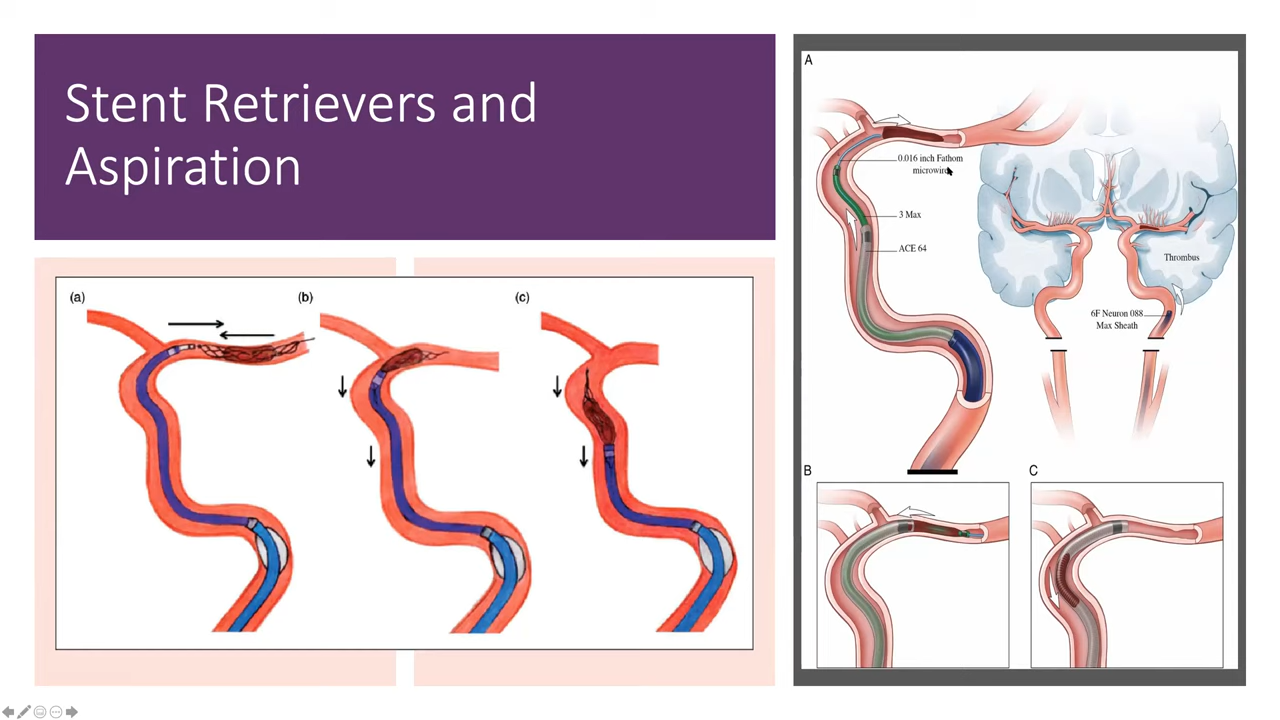 Stent Retrievers and
Aspiration
(a)
(b)
(c)
A
0.016 inch Fathom
microwire
3 Max
ACE 64
Thrombus
6F Neuron 088
Max Sheath
B
C